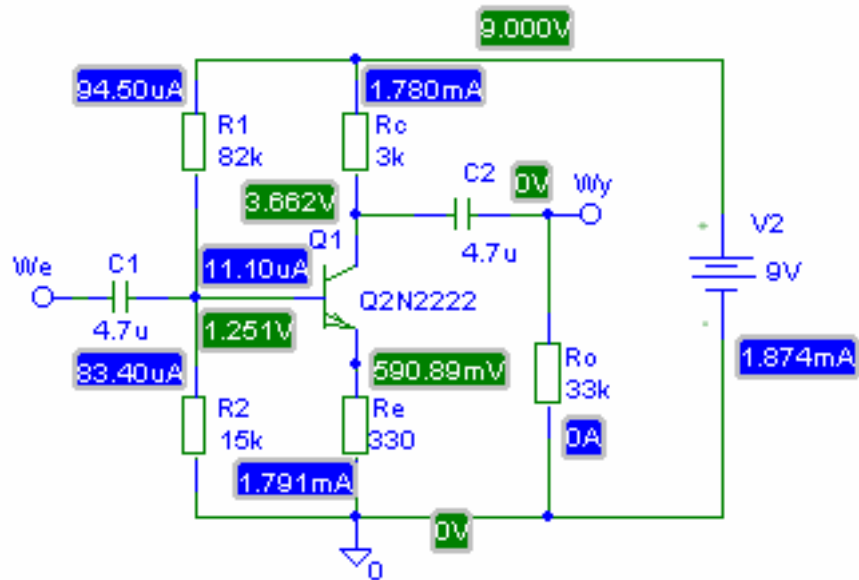 9.000V
94.50uA
1.780mA
R1
82k
Rc
3k
C2
0V
Wy
3.662V
Q1
4.7u
V2
9V
We
C1
11.10uA
Q2N2222
4.7u
1.251V
83.40uA
590.89mV
Ro
33k
1.874mA
R2
15k
Re
330
0A
1.791mA
0V
0